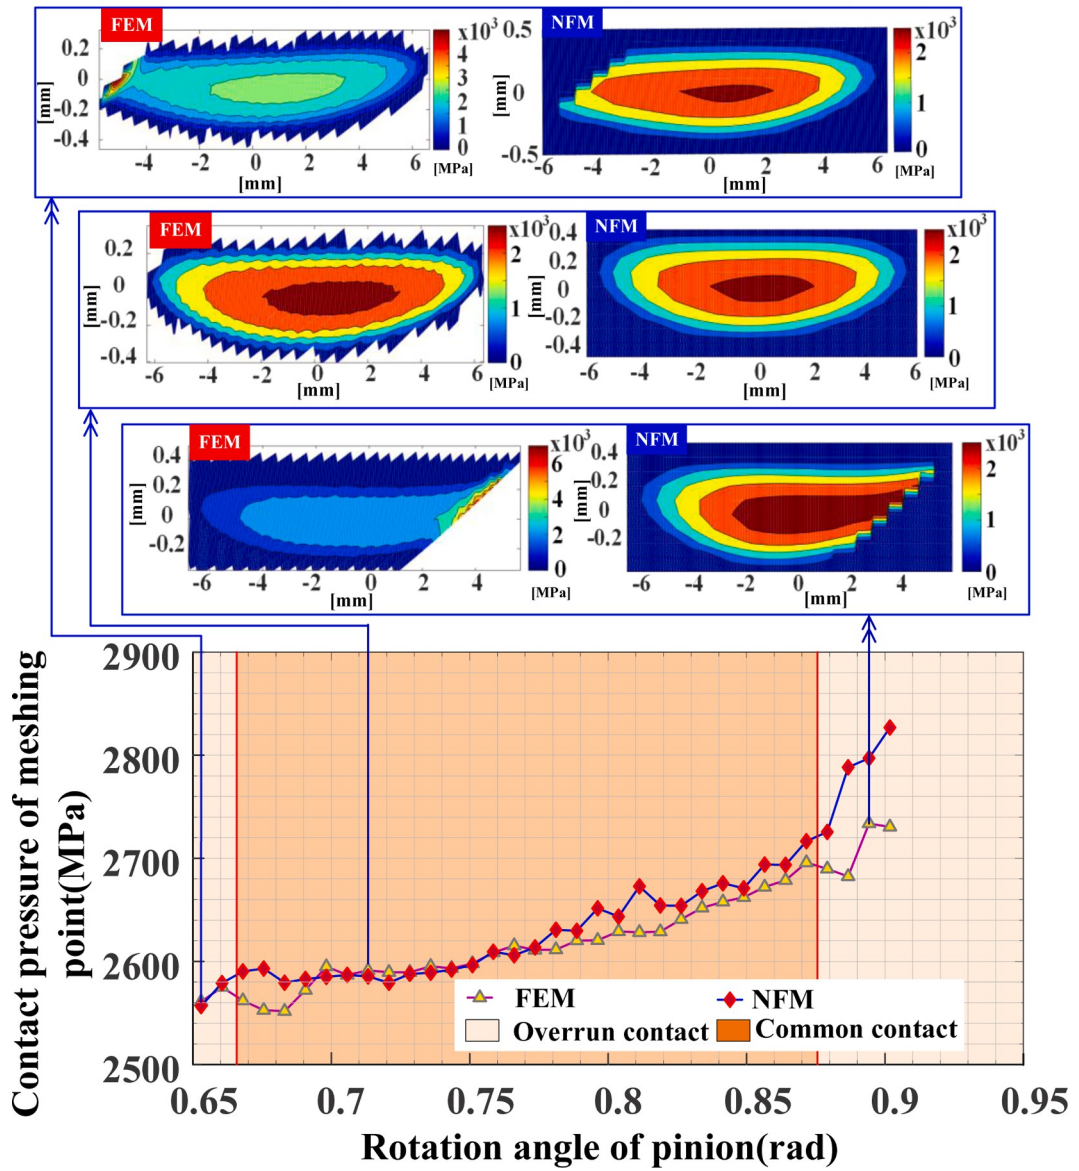 FEM
x10³
0.2
0
-0.2
-0.4
[mm]
-4 -2 0 2 4 6
[mm]
5
4
3
2
1
0
[MPa]
NFM
0.5
0
-0.5
[mm]
-6 -4 -2 0 2 4 6
[mm]
x10³
2
1
0
[MPa]
FEM
0.2
0
-0.2
-0.4
[mm]
-6 -4 -2 0 2 4 6
[mm]
x10³
2
1
0
[MPa]
NFM
0.4
0.2
0
-0.2
-0.4
[mm]
-6 -4 -2 0 2 4 6
[mm]
x10³
2
1
0
[MPa]
FEM
0.4
0.2
0
-0.2
[mm]
-6 -4 -2 0 2 4
[mm]
x10³
6
4
2
0
[MPa]
NFM
0.4
0.2
0
-0.2
[mm]
-6 -4 -2 0 2 4
[mm]
x10³
2
1
0
[MPa]
Contact pressure of meshing
point(MPa)
2900
2800
2700
2600
2500
FEM NFM
Overrun contact Common contact
0.65 0.7 0.75 0.8 0.85 0.9 0.95
Rotation angle of pinion(rad)